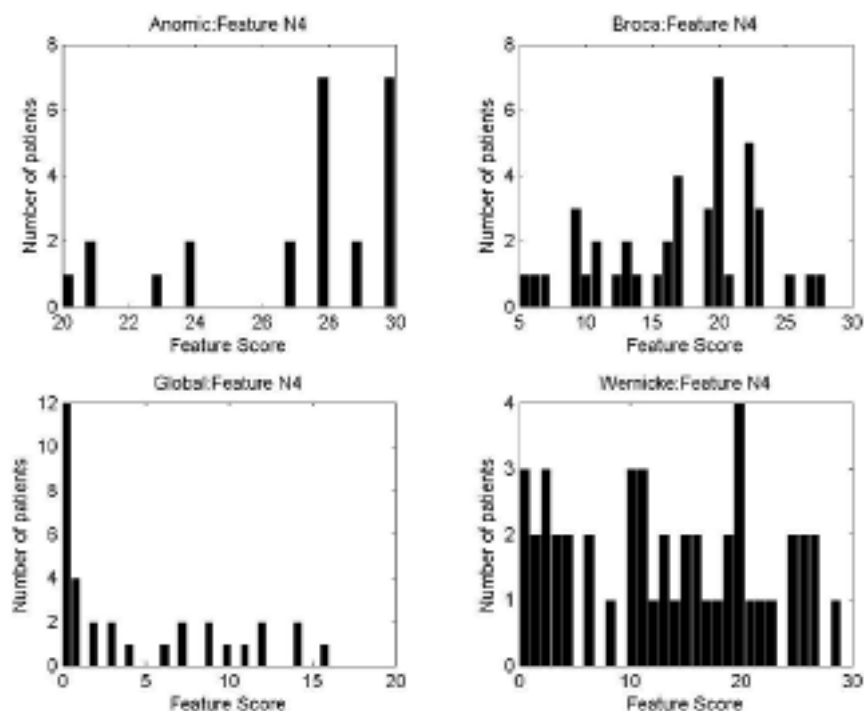 Anomic:Feature N4
Number of patients
8
6
4
2
0
20 22 24 26 28 30
Feature Score
Broca:Feature N4
Number of patients
8
6
4
2
0
5 10 15 20 25 30
Feature Score
Global:Feature N4
Number of patients
12
10
8
6
4
2
0
0 5 10 15 20
Feature Score
Wernicke:Feature N4
Number of patients
4
3
2
1
0
0 10 20 30
Feature Score